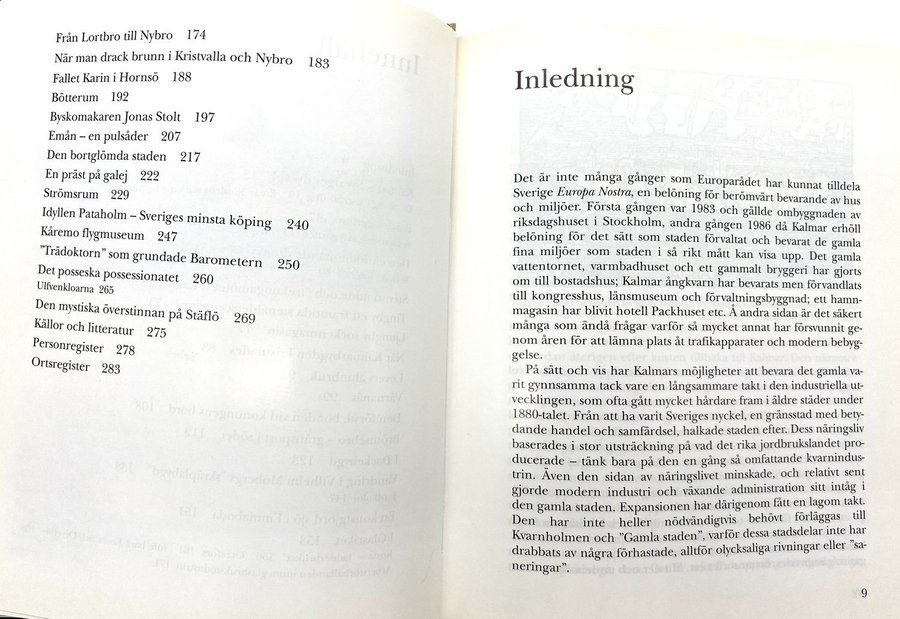 Från Lortbro till Nybro 174
När man drack brunn i Kristvalla och Nybro 183
Fallet Karin i Hornsö 188
Bötterum 192
Byskomakaren Jonas Stolt 197
Emån – en pulsåder 207
Den bortglömda staden 217
En präst på galej 222
Strömsrum 229
Idyllen Pataholm – Sveriges minsta köping 240
Kåremo flygmuseum 247
"Trädoktorn" som grundade Barometern 250
Det posseska possessionatet 260
Ulfvenkloarna 265
Den mystiska överstinnan på Stäflö 269
Källor och litteratur 275
Personregister 278
Ortsregister 283
Inledning
Det är inte många gånger som Europarådet har kunnat tilldela
Sverige Europa Nostra, en belöning för berömvärt bevarande av hus
och miljöer. Första gången var 1983 och gällde ombyggnaden av
riksdagshuset i Stockholm, andra gången 1986 då Kalmar erhöll
belöning för det sätt som staden förvaltat och bevarat de gamla
fina miljöer som staden i så rikt mått kan visa upp. Det gamla
vattentornet, varmbadhuset och ett gammalt bryggeri har gjorts
om till bostadshus; Kalmar ångkvarn har bevarats men förvandlats
till kongresshus, länsmuseum och förvaltningsbyggnad; ett hamn-
magasin har blivit hotell Packhuset etc. Å andra sidan är det säkert
många som ändå frågar varför så mycket annat har försvunnit ge-
nom åren för att lämna plats åt trafikapparater och modern bebyg-
gelse.
På sätt och vis har Kalmars möjligheter att bevara det gamla va-
rit gynnsamma tack vare en långsammare takt i den industriella ut-
vecklingen, som ofta gått mycket hårdare fram i äldre städer under
1880-talet. Från att ha varit Sveriges nyckel, en gränsstad med bety-
dande handel och samfärdsel, halkade staden efter. Dess näringsliv
baserades i stor utsträckning på vad det rika jordbrukslandet pro-
ducerade – tänk bara på den en gång så omfattande kvarnindus-
trin. Även den sidan av näringslivet minskade, och relativt sent
gjorde modern industri och växande administration sitt intåg i
den gamla staden. Expansionen har därigenom fått en lagom takt.
Den har inte heller nödvändigtvis behövt förläggas till
Kvarnholmen och "Gamla staden", varför dessa stadsdelar inte har
drabbats av några förhastade, alltför olycksaliga rivningar eller "sa-
neringar".
9